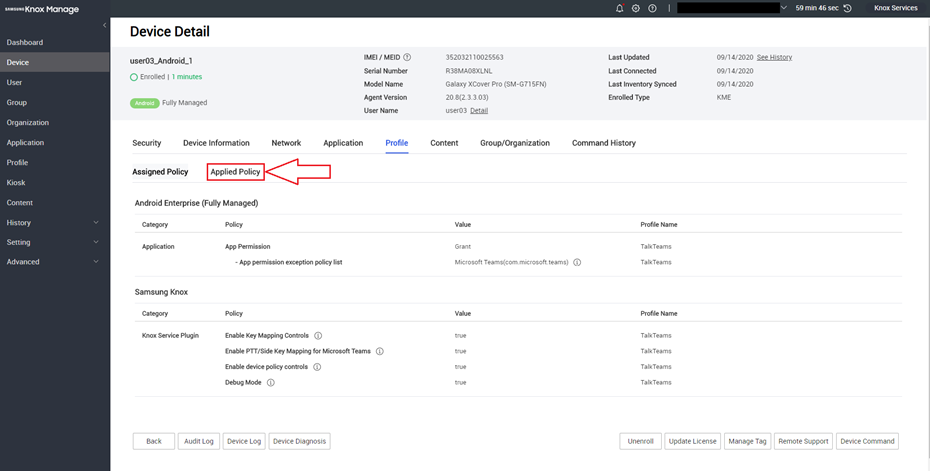 SAMSUNG Knox Manage
59 min 46 sec
Knox Services
Dashboard
Device
User
Group
Organization
Application
Profile
Kiosk
Content
History
Setting
Advanced
Device Detail
user03_Android_1
Enrolled | 1 minutes
Android Fully Managed
IMEI / MEID 352032110025563
Serial Number R38MA08XLNL
Model Name Galaxy XCover Pro (SM-G715FN)
Agent Version 20.8(2.3.3.03)
User Name user03 Detail
Last Updated 09/14/2020 See History
Last Connected 09/14/2020
Last Inventory Synced 09/14/2020
Enrolled Type KME
Security Device Information Network Application Profile Content Group/Organization Command History
Assigned Policy Applied Policy
Android Enterprise (Fully Managed)
Category Policy Value Profile Name
Application App Permission Grant TalkTeams
- App permission exception policy list Microsoft Teams(com.microsoft.teams) TalkTeams
Samsung Knox
Category Policy Value Profile Name
Knox Service Plugin Enable Key Mapping Controls true TalkTeams
Enable PTT/Side Key Mapping for Microsoft Teams true TalkTeams
Enable device policy controls true TalkTeams
Debug Mode true TalkTeams
Back Audit Log Device Log Device Diagnosis Unenroll Update License Manage Tag Remote Support Device Command